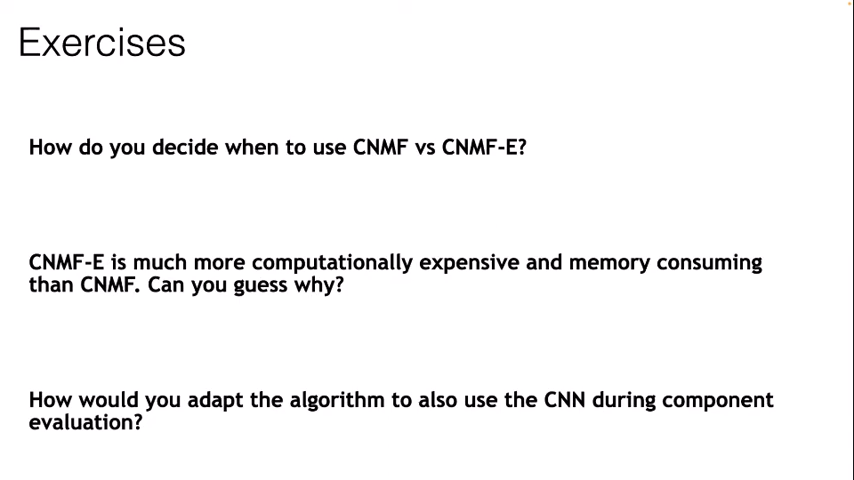 Exercises
How do you decide when to use CNMF vs CNMF-E?
CNMF-E is much more computationally expensive and memory consuming
than CNMF. Can you guess why?
How would you adapt the algorithm to also use the CNN during component
evaluation?